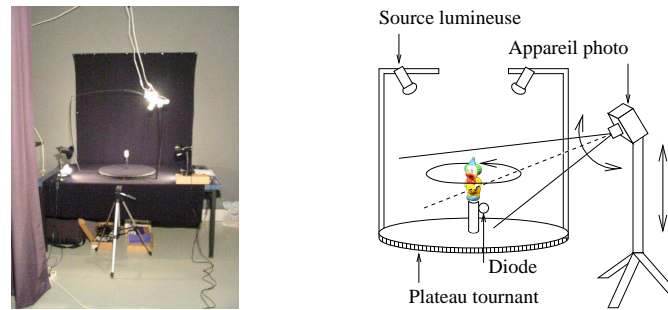 Source lumineuse
Appareil photo
Diode
Plateau tournant